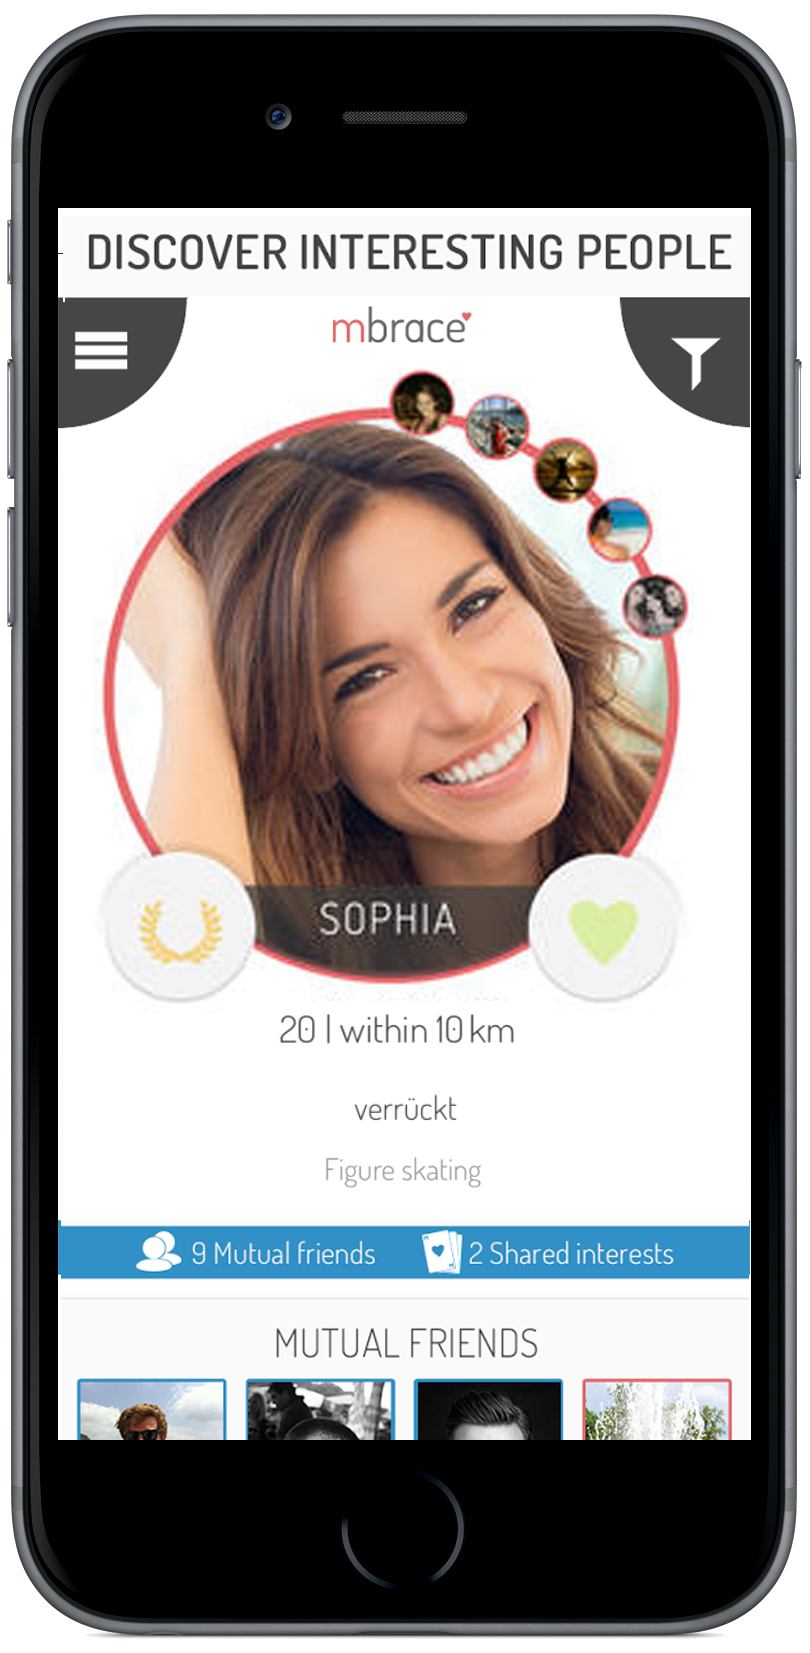 DISCOVER INTERESTING PEOPLE
mbrace
SOPHIA
20 | within 10 km
verrückt
Figure skating
9 Mutual friends
2 Shared interests
MUTUAL FRIENDS